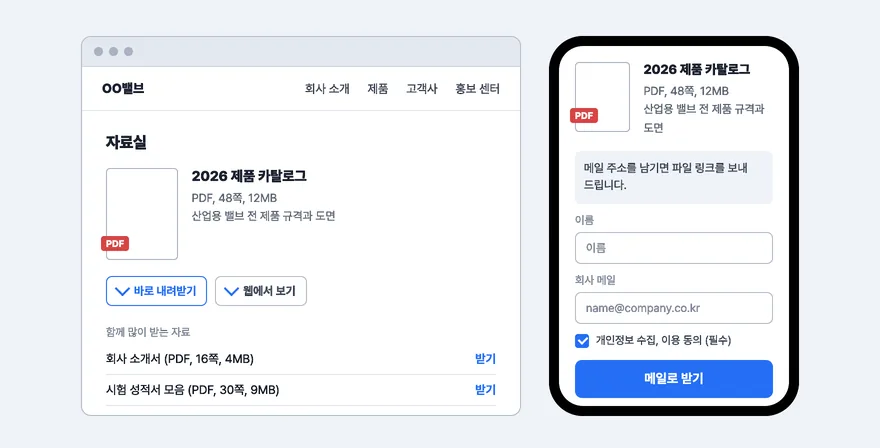 OO밸브
회사 소개
제품
고객사
홍보 센터
자료실
PDF
2026 제품 카탈로그
PDF, 48쪽, 12MB
산업용 밸브 전 제품 규격과 도면
바로 내려받기
웹에서 보기
함께 많이 받는 자료
회사 소개서 (PDF, 16쪽, 4MB)
받기
시험 성적서 모음 (PDF, 30쪽, 9MB)
받기
PDF
2026 제품 카탈로그
PDF, 48쪽, 12MB
산업용 밸브 전 제품 규격과
도면
메일 주소를 남기면 파일 링크를 보내
드립니다.
이름
이름
회사 메일
name@company.co.kr
개인정보 수집, 이용 동의 (필수)
메일로 받기